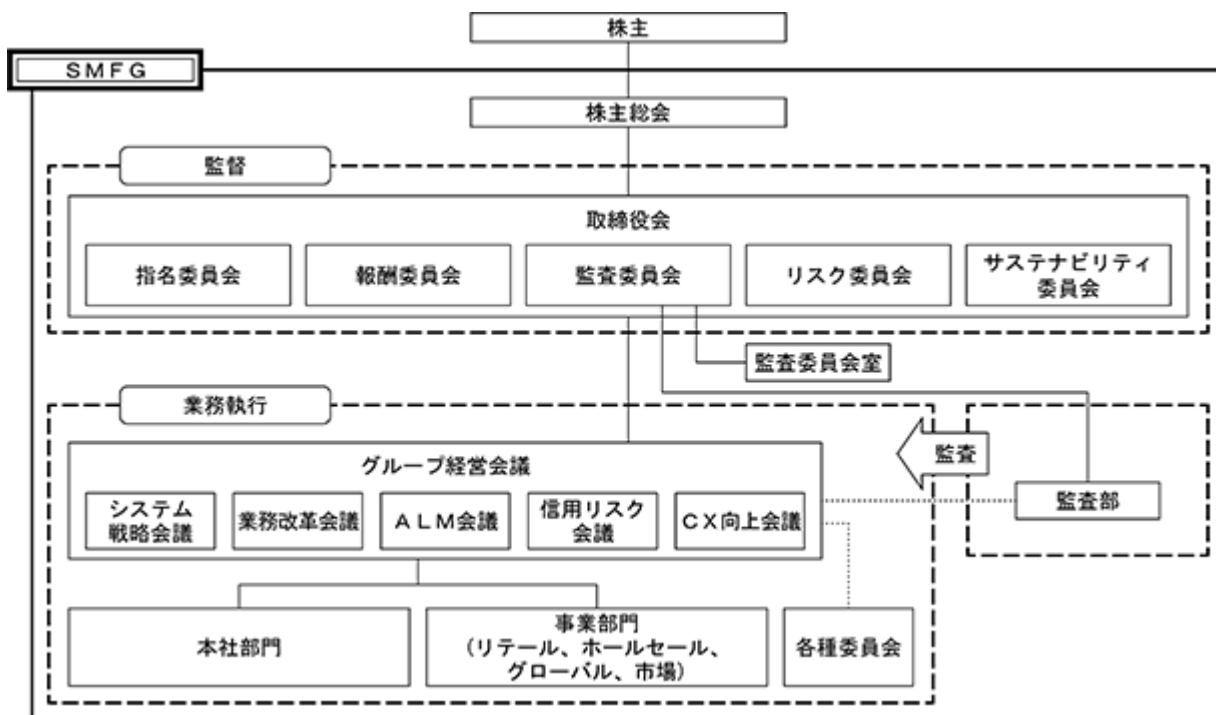 株主
ＳＭＦＧ
株主総会
監督
取締役会
指名委員会
報酬委員会
監査委員会
リスク委員会
サステナビリティ
委員会
監査委員会室
業務執行
グループ経営会議
システム
戦略会議
業務改革会議
ＡＬＭ会議
信用リスク
会議
ＣＸ向上会議
監査
監査部
本社部門
事業部門
（リテール、ホールセール、
グローバル、市場）
各種委員会